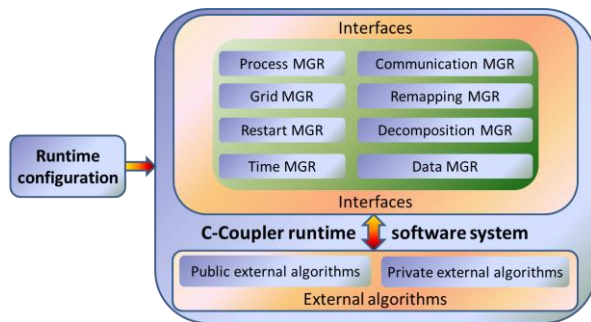 Interfaces
Process MGR Communication MGR
Grid MGR Remapping MGR
Restart MGR Decomposition MGR
Time MGR Data MGR
Interfaces
Runtime
configuration
C-Coupler runtime software system
Public external algorithms Private external algorithms
External algorithms